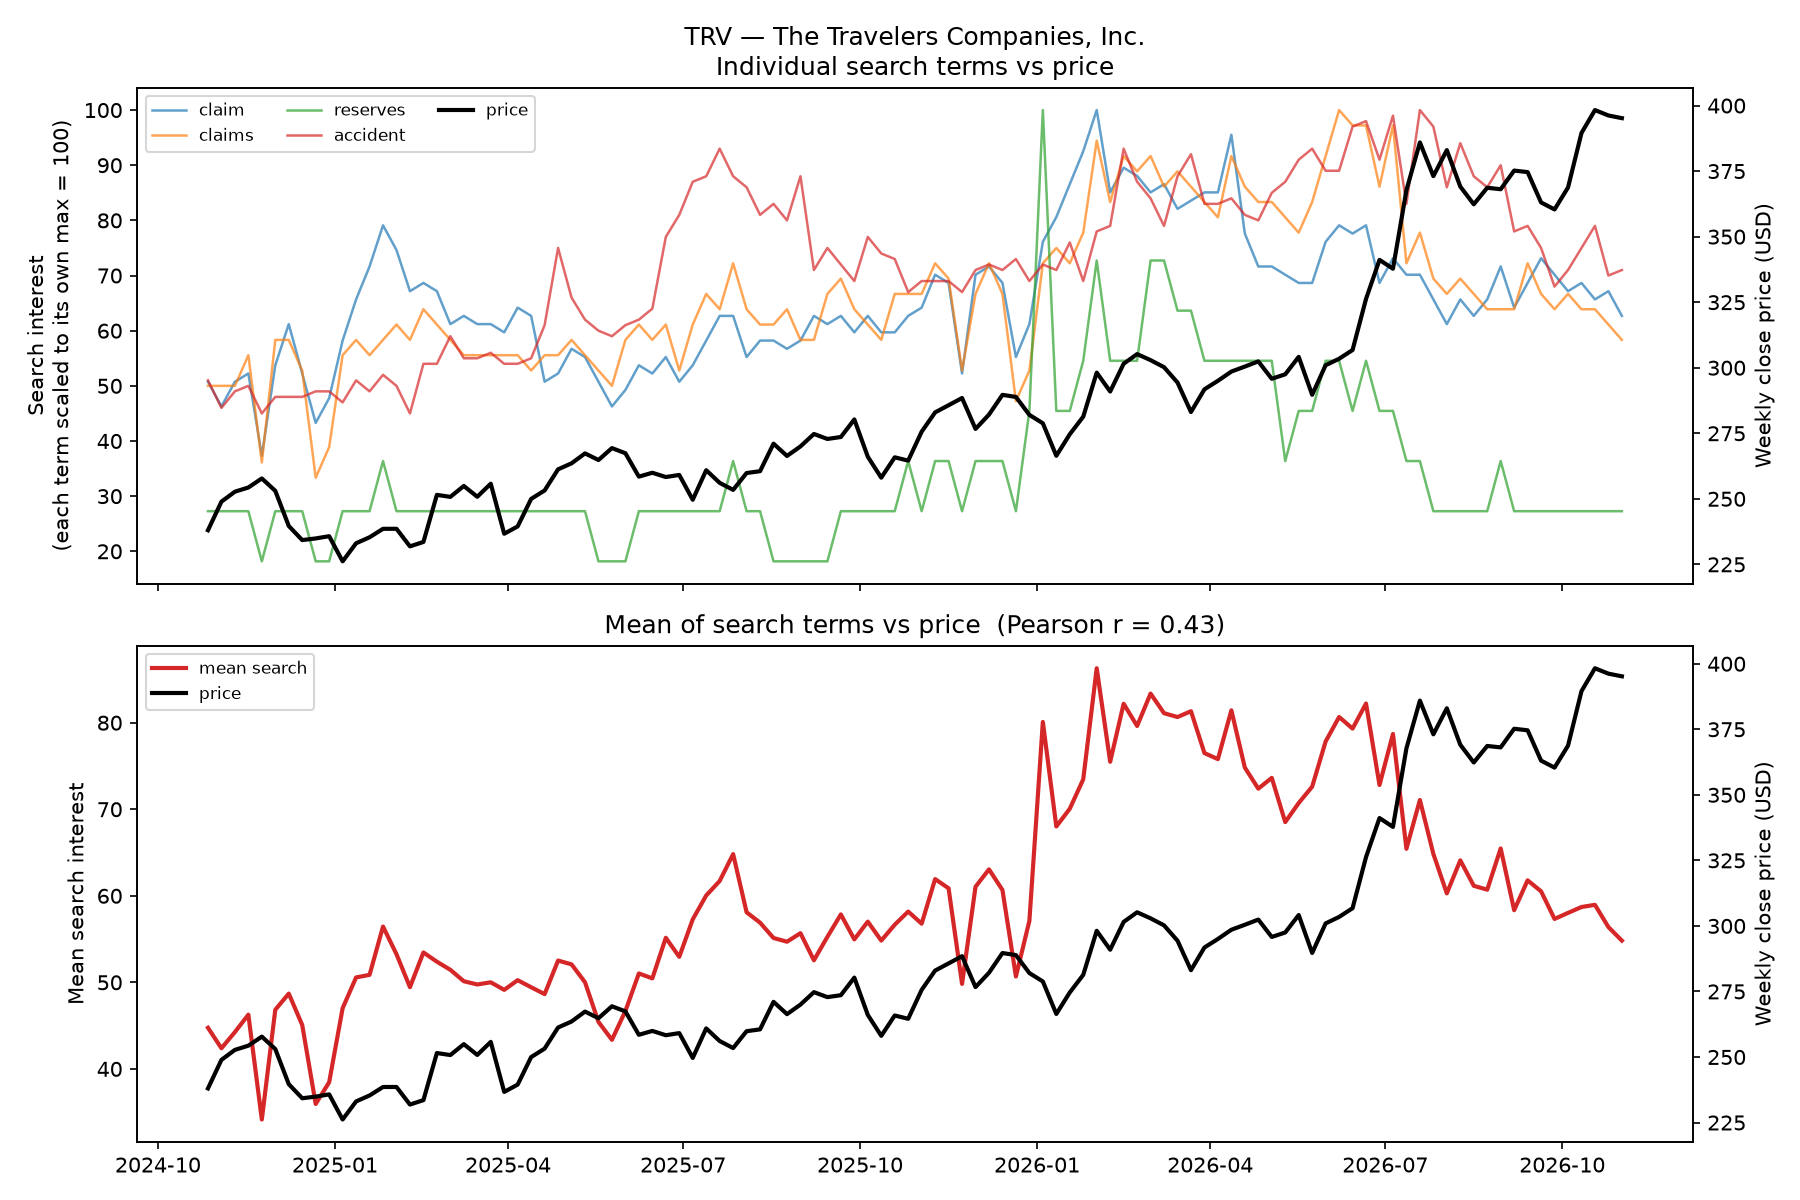 TRV — The Travelers Companies, Inc.
Individual search terms vs price
claim
claims
reserves
accident
price
Search interest
(each term scaled to its own max = 100)
100
90
80
70
60
50
40
30
20
400
375
350
325
300
275
250
225
Weekly close price (USD)
Mean of search terms vs price (Pearson r = 0.43)
mean search
price
Mean search interest
80
70
60
50
40
400
375
350
325
300
275
250
225
Weekly close price (USD)
2024-10 2025-01 2025-04 2025-07 2025-10 2026-01 2026-04 2026-07 2026-10